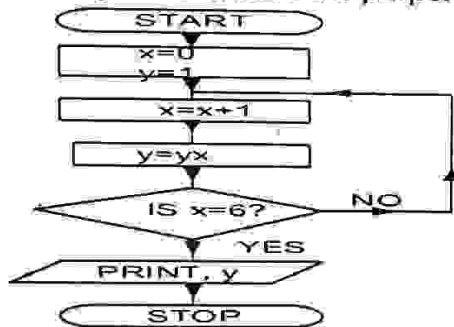 START
x=0
y=1
x=x+1
y=yx
IS x=6?
NO
YES
PRINT, y
STOP